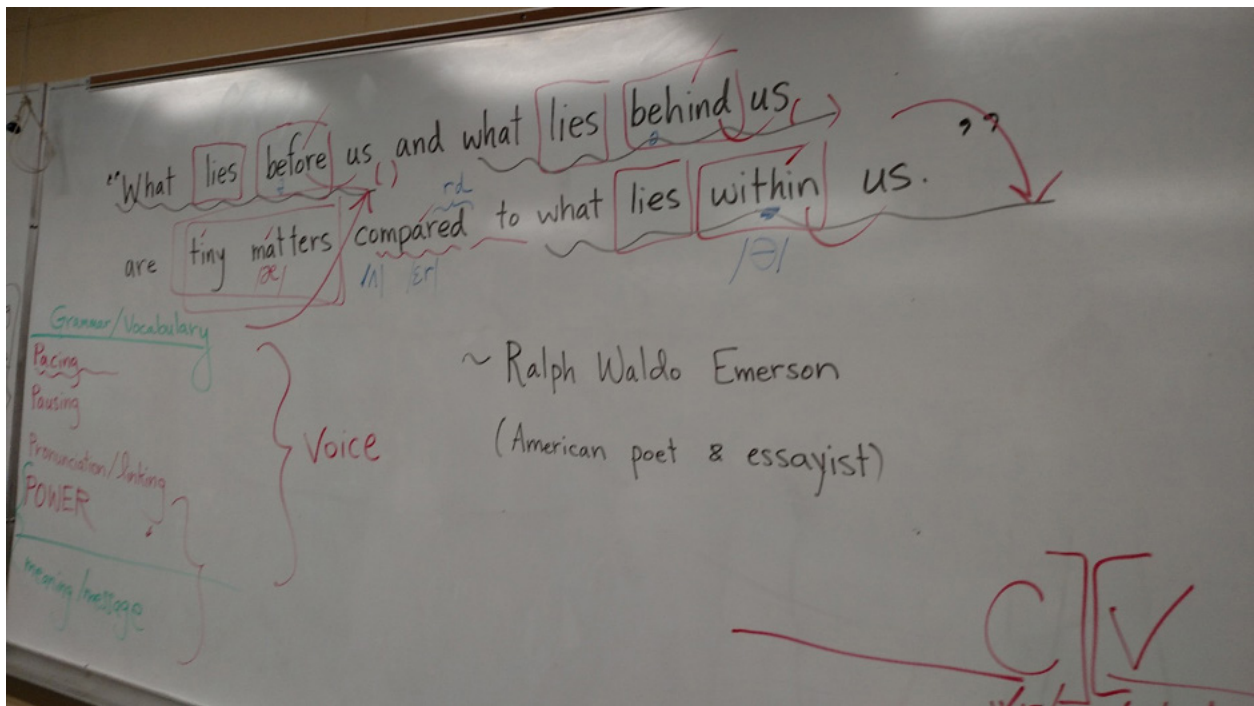 "What lies before us, and what lies behind us,
are tiny matters compared to what lies within us."
/æ/ /ʌ/ /ɛr/ rd /θ/
~ Ralph Waldo Emerson
(American poet & essayist)
Grammar/Vocabulary
Pacing
Pausing
Pronunciation/linking
POWER
meaning/message
Voice
C V